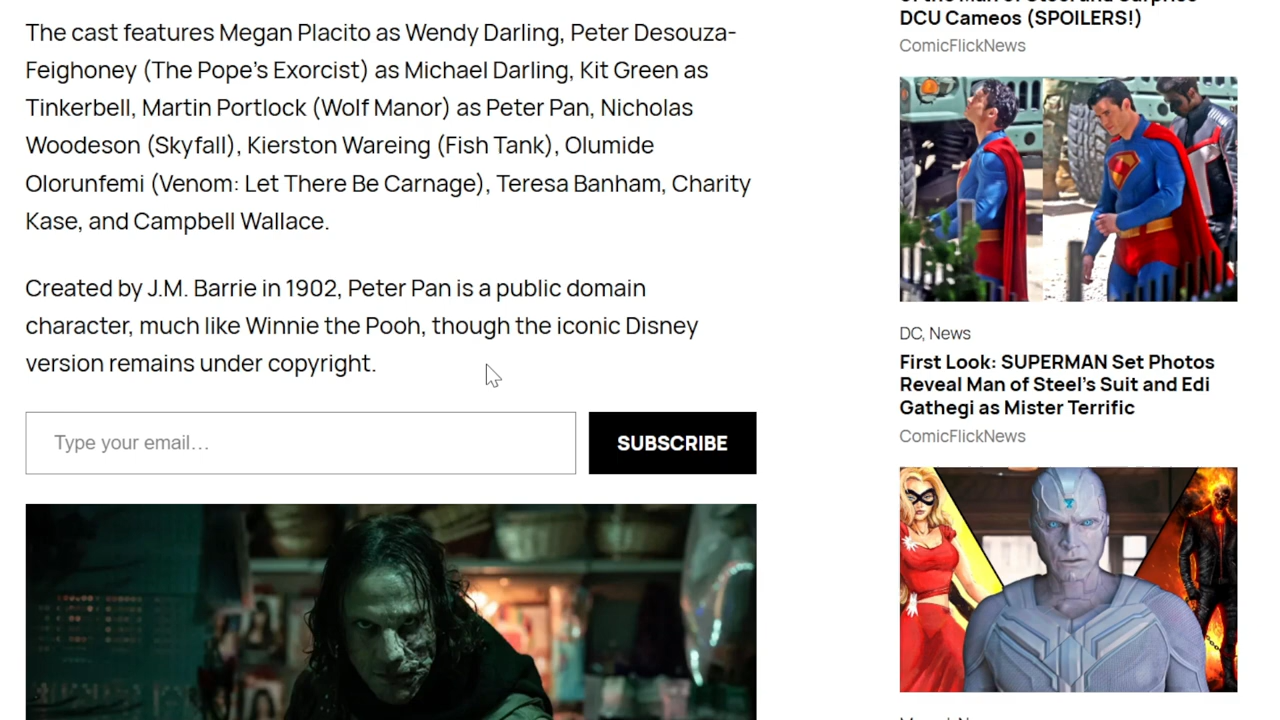 The cast features Megan Placito as Wendy Darling, Peter Desouza-
Feighoney (The Pope's Exorcist) as Michael Darling, Kit Green as
Tinkerbell, Martin Portlock (Wolf Manor) as Peter Pan, Nicholas
Woodeson (Skyfall), Kierston Wareing (Fish Tank), Olumide
Olorunfemi (Venom: Let There Be Carnage), Teresa Banham, Charity
Kase, and Campbell Wallace.
Created by J.M. Barrie in 1902, Peter Pan is a public domain
character, much like Winnie the Pooh, though the iconic Disney
version remains under copyright.
Type your email…
SUBSCRIBE
of the Man of Steel and Surprise
DCU Cameos (SPOILERS!)
ComicFlickNews
DC, News
First Look: SUPERMAN Set Photos
Reveal Man of Steel's Suit and Edi
Gathegi as Mister Terrific
ComicFlickNews